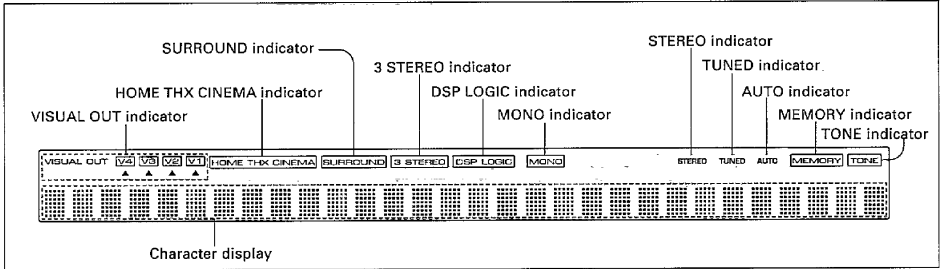 STEREO indicator
SURROUND indicator
3 STEREO indicator
TUNED indicator
HOME THX CINEMA indicator
DSP LOGIC indicator
AUTO indicator
VISUAL OUT indicator
MONO indicator
MEMORY indicator
TONE indicator
VISUAL OUT V4 V3 V2 V1 HOME THX CINEMA SURROUND 3 STEREO DSP LOGIC MONO STEREO TUNED AUTO MEMORY TONE
Character display